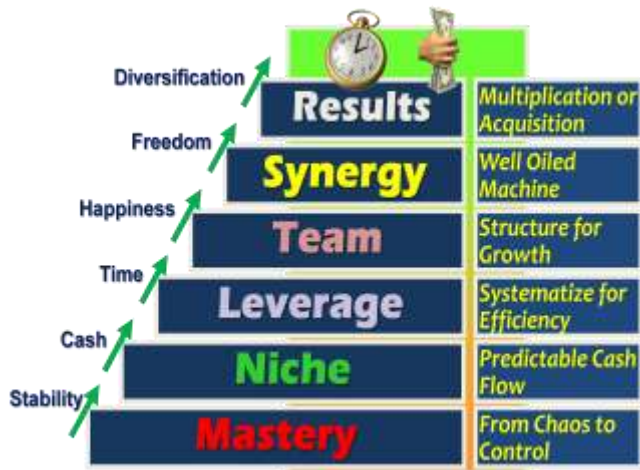 Diversification
Results
Multiplication or
Acquisition
Freedom
Synergy
Well Oiled
Machine
Happiness
Team
Structure for
Growth
Time
Leverage
Systematize for
Efficiency
Cash
Niche
Predictable Cash
Flow
Stability
Mastery
From Chaos to
Control